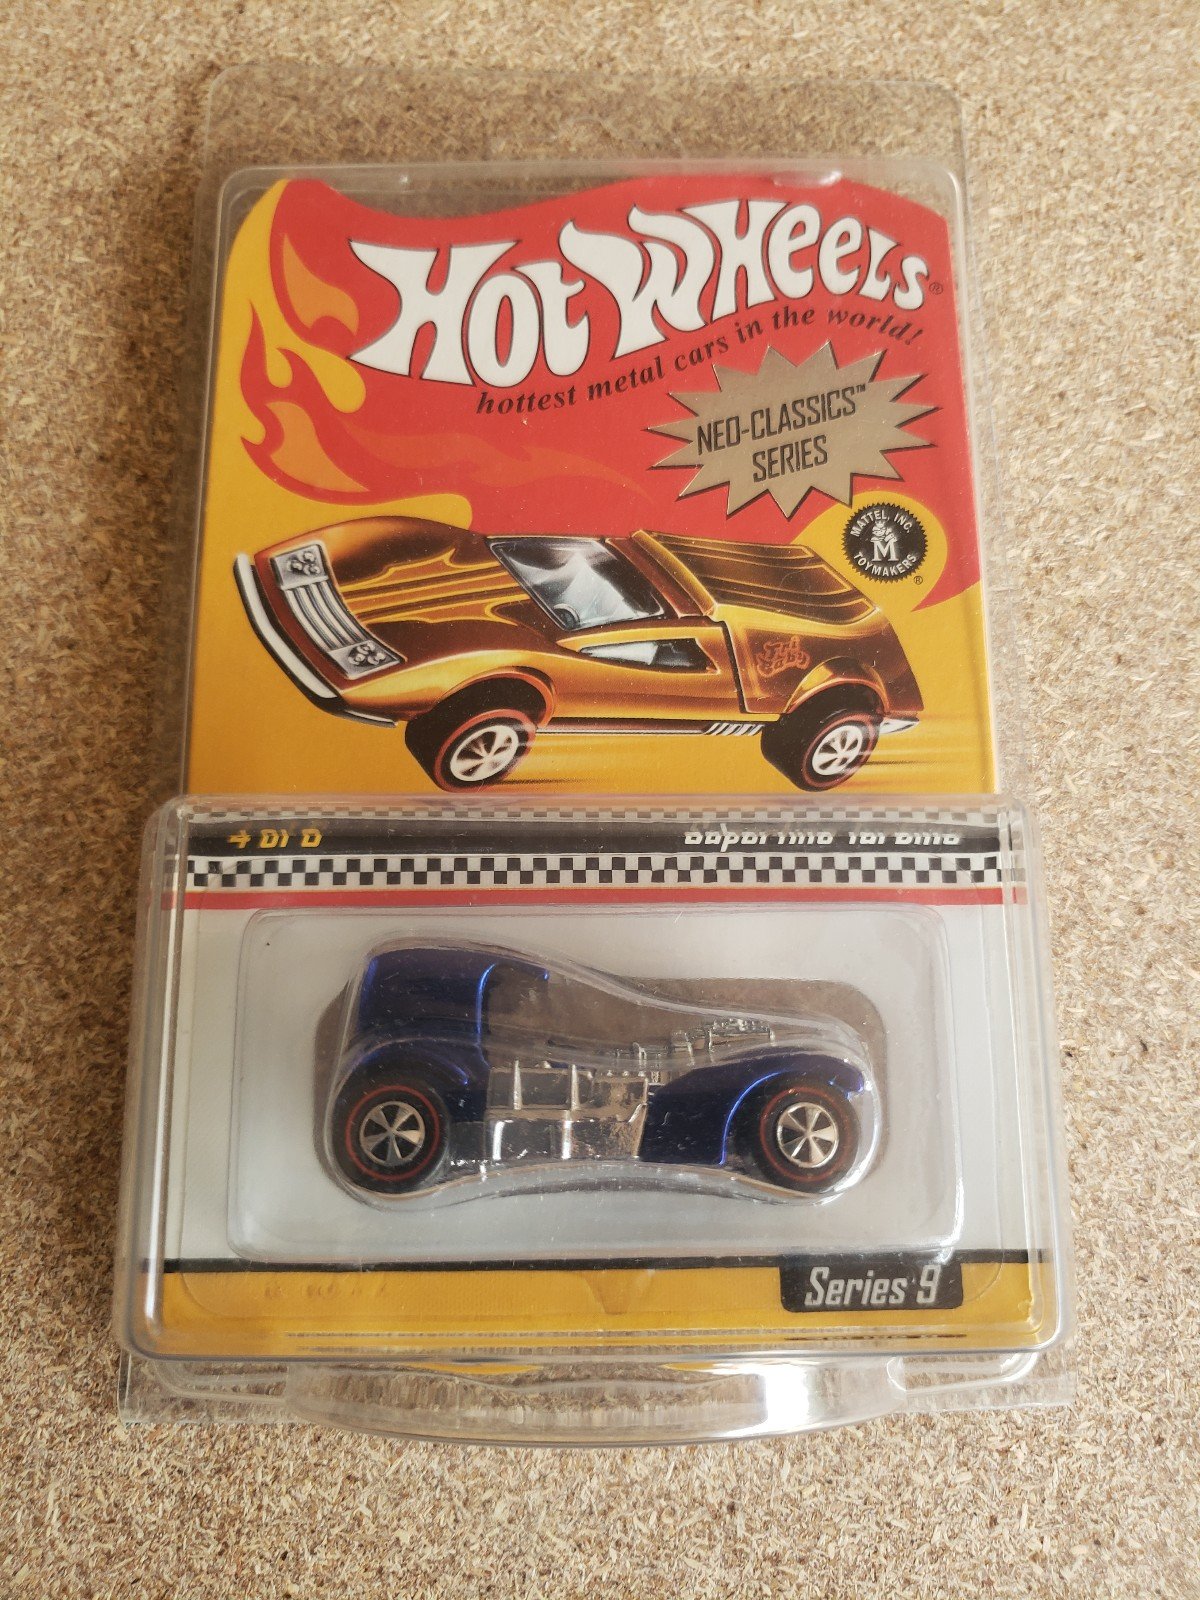 HOT WHEELS®
hottest metal cars in the world!
NEO-CLASSICS™
SERIES
MATTEL, INC.
M
TOYMAKERS
®
Series 9